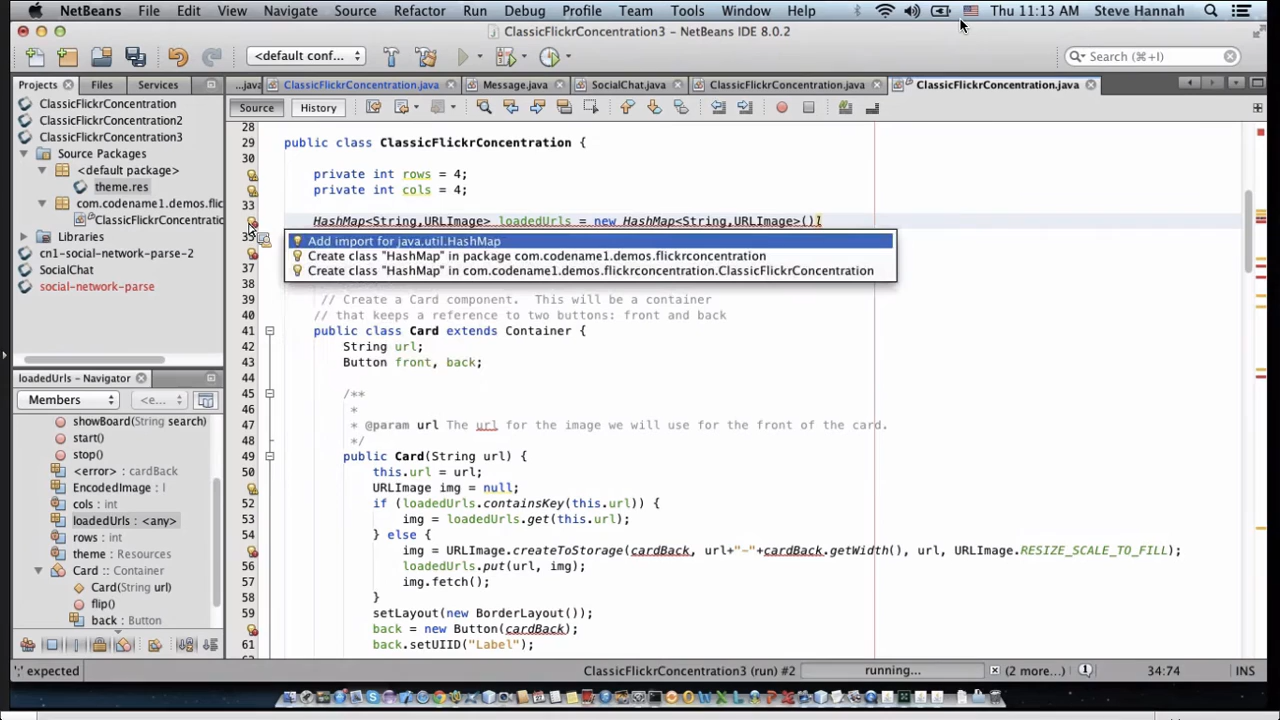 NetBeans File Edit View Navigate Source Refactor Run Debug Profile Team Tools Window Help Thu 11:13 AM Steve Hannah
ClassicFlickrConcentration3 – NetBeans IDE 8.0.2
<default conf... Search (⌘+I)
Projects Files Services ...java ClassicFlickrConcentration.java Message.java SocialChat.java ClassicFlickrConcentration.java ClassicFlickrConcentration.java
Source History
ClassicFlickrConcentration
ClassicFlickrConcentration2
ClassicFlickrConcentration3
Source Packages
<default package>
theme.res
com.codename1.demos.flic
ClassicFlickrConcentratio
Libraries
cn1-social-network-parse-2
SocialChat
social-network-parse
28
29 public class ClassicFlickrConcentration {
30
private int rows = 4;
private int cols = 4;
33
HashMap<String,URLImage> loadedUrls = new HashMap<String,URLImage>()
Add import for java.util.HashMap
Create class "HashMap" in package com.codename1.demos.flickrconcentration
Create class "HashMap" in com.codename1.demos.flickrconcentration.ClassicFlickrConcentration
37
38
39 // Create a Card component. This will be a container
40 // that keeps a reference to two buttons: front and back
41 public class Card extends Container {
42 String url;
43 Button front, back;
44
45 /**
46 *
47 * @param url The url for the image we will use for the front of the card.
48 */
49 public Card(String url) {
50 this.url = url;
URLImage img = null;
52 if (loadedUrls.containsKey(this.url)) {
53 img = loadedUrls.get(this.url);
54 } else {
img = URLImage.createToStorage(cardBack, url+"-"+cardBack.getWidth(), url, URLImage.RESIZE_SCALE_TO_FILL);
56 loadedUrls.put(url, img);
57 img.fetch();
58 }
59 setLayout(new BorderLayout());
back = new Button(cardBack);
61 back.setUIID("Label");
loadedUrls – Navigator
Members <e...
showBoard(String search)
start()
stop()
<error> : cardBack
EncodedImage : l
cols : int
loadedUrls : <any>
rows : int
theme : Resources
Card :: Container
Card(String url)
flip()
back : Button
';' expected ClassicFlickrConcentration3 (run) #2 running... (2 more...) 1 34:74 INS